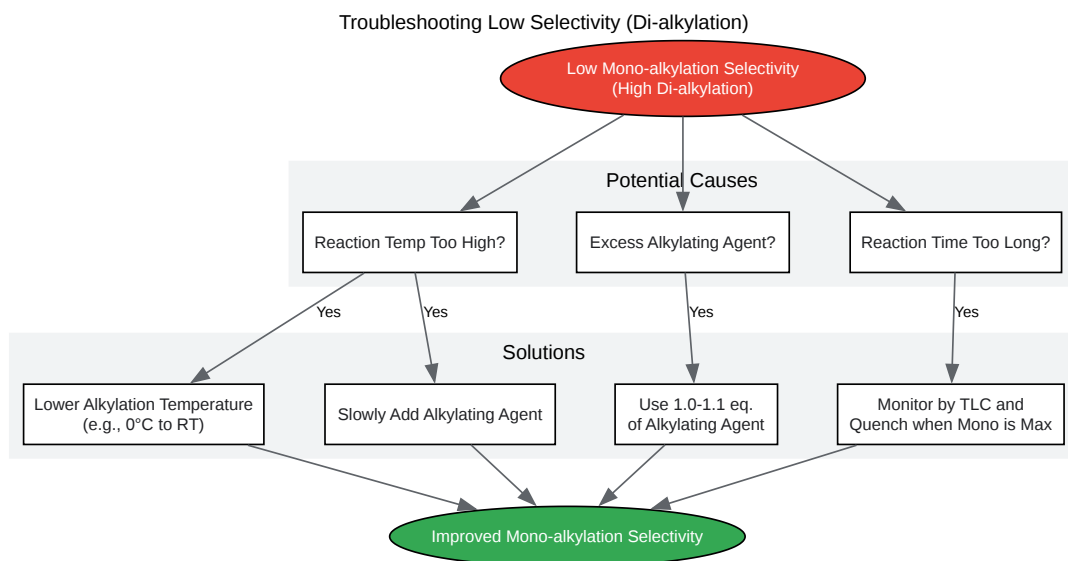 Troubleshooting Low Selectivity (Di-alkylation)
Low Mono-alkylation Selectivity
(High Di-alkylation)
Potential Causes
Reaction Temp Too High?
Excess Alkylating Agent?
Reaction Time Too Long?
Yes
Yes
Yes
Yes
Solutions
Lower Alkylation Temperature
(e.g., 0°C to RT)
Slowly Add Alkylating Agent
Use 1.0-1.1 eq.
of Alkylating Agent
Monitor by TLC and
Quench when Mono is Max
Improved Mono-alkylation Selectivity